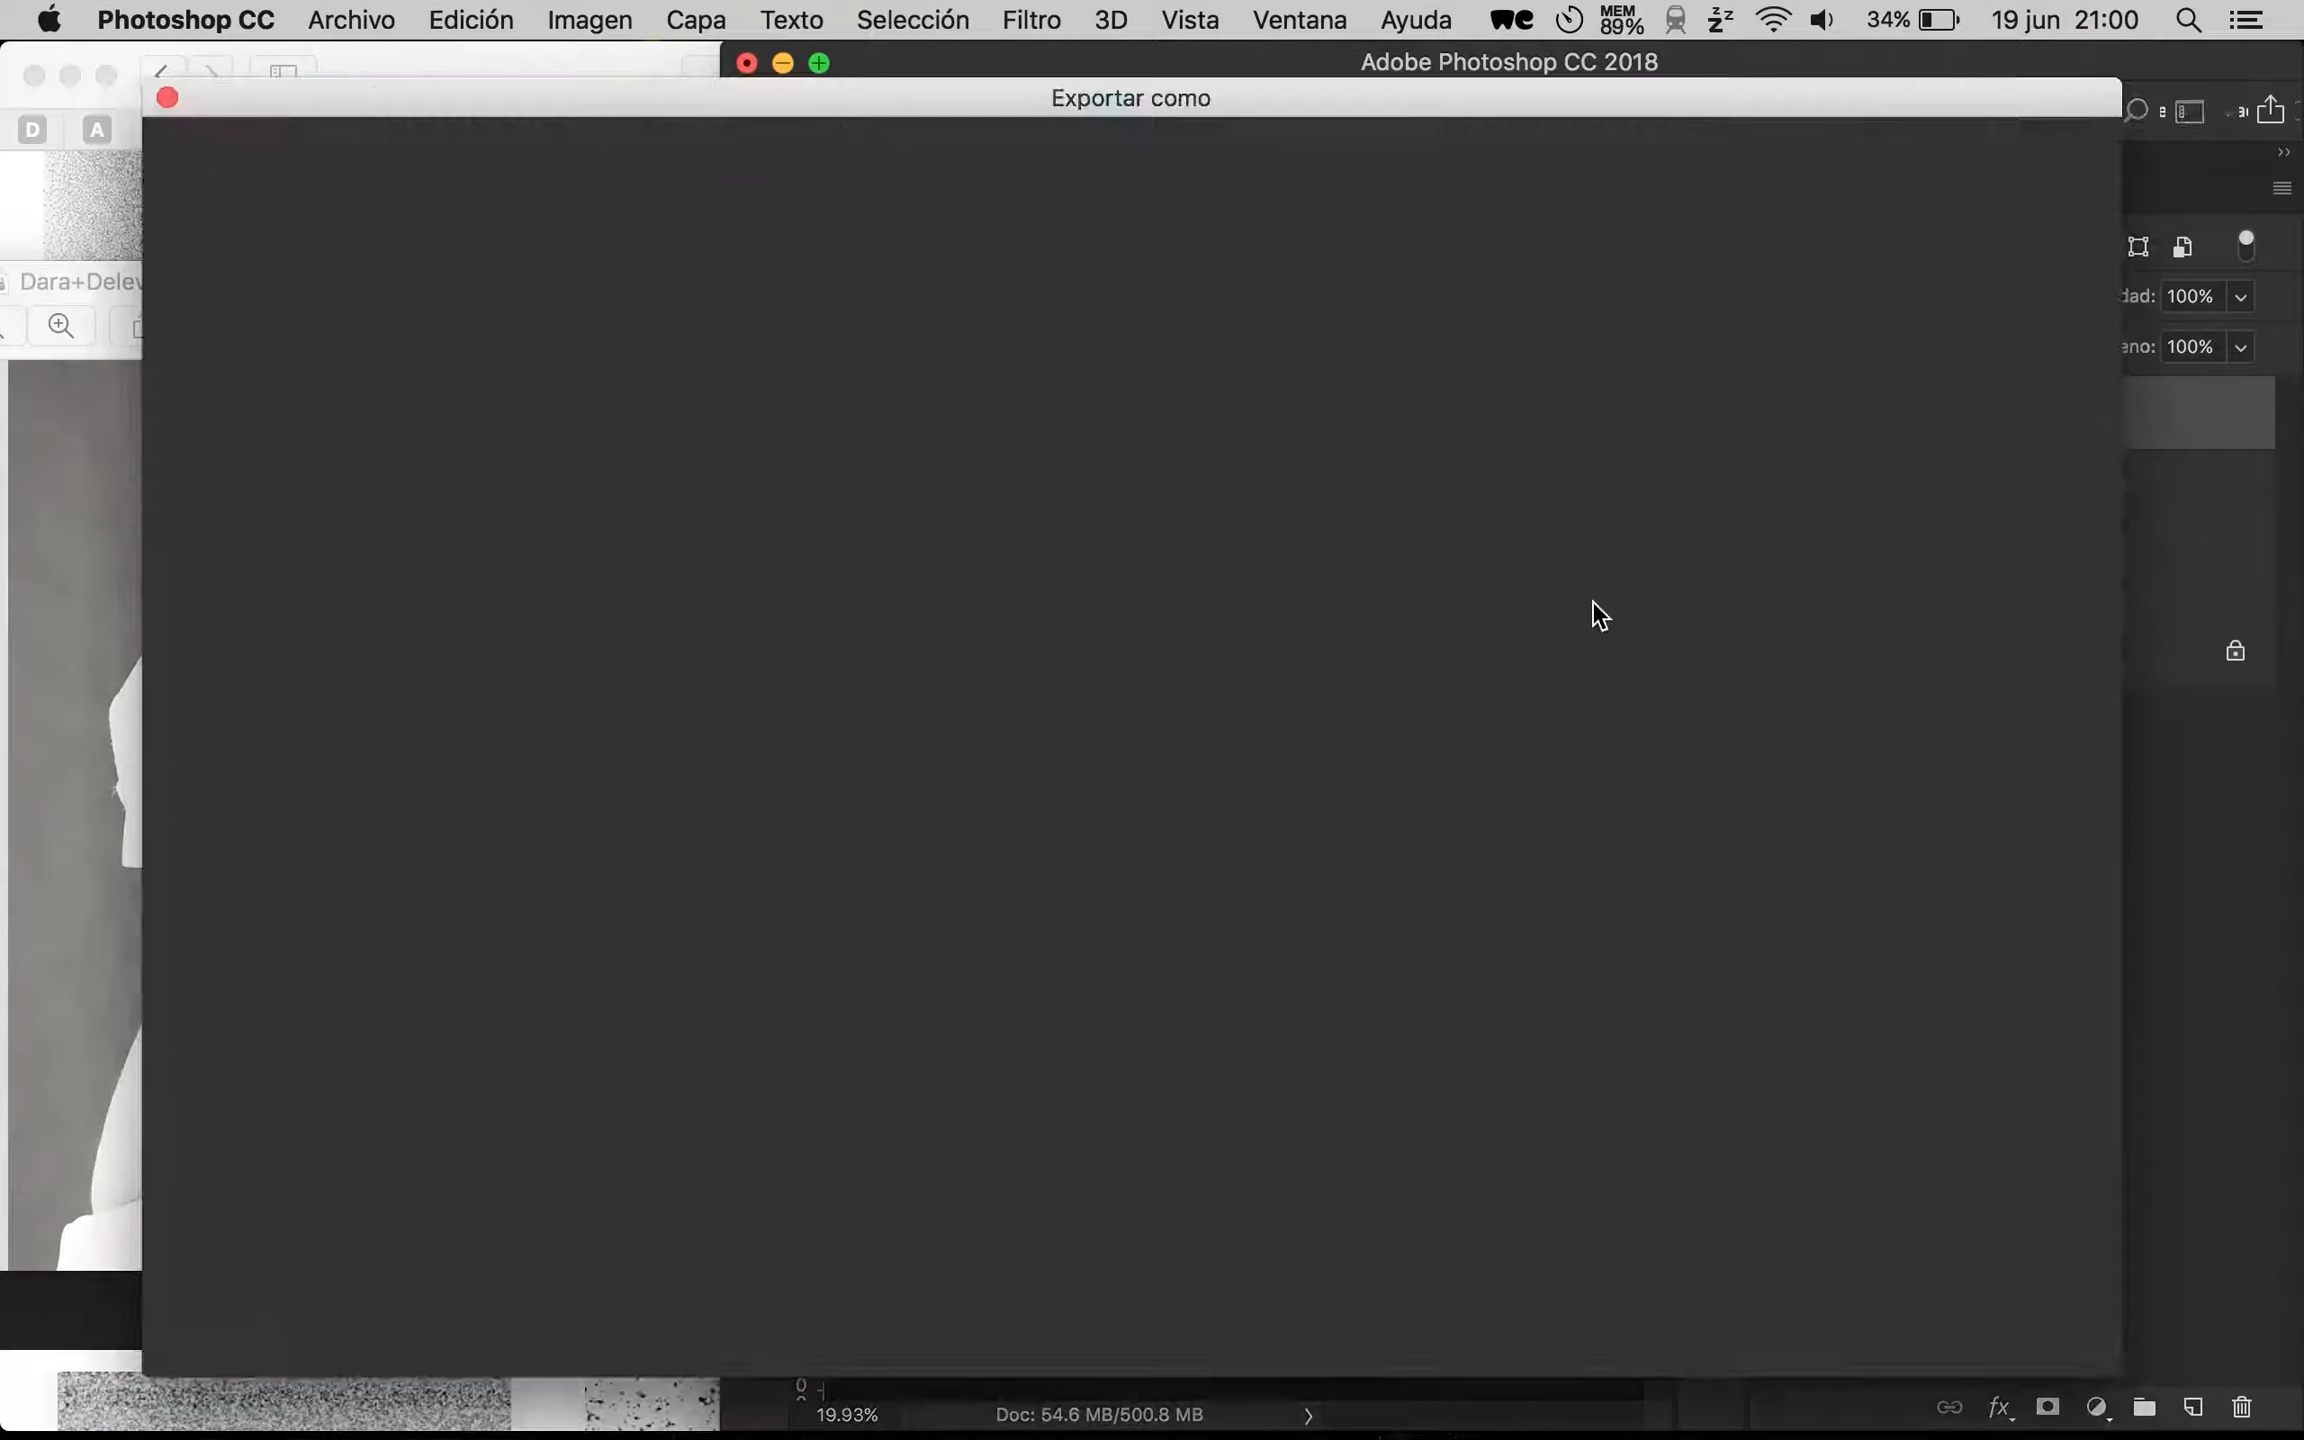 Photoshop CC Archivo Edición Imagen Capa Texto Selección Filtro 3D Vista Ventana Ayuda MEM 89% 34% 19 jun 21:00
Adobe Photoshop CC 2018
Exportar como
D A
Dara+Delev
dad: 100%
eno: 100%
19.93% Doc: 54.6 MB/500.8 MB
fx